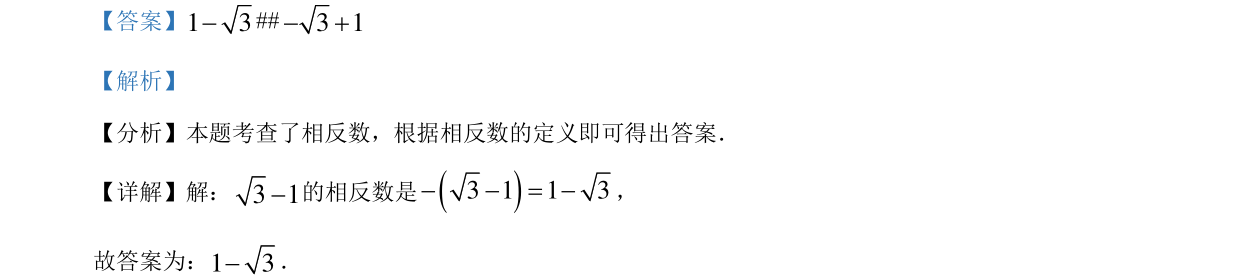 【答案】1−√3##−√3+1
【解析】
【分析】本题考查了相反数，根据相反数的定义即可得出答案．
【详解】解：√3−1的相反数是−(√3−1)=1−√3，
故答案为：1−√3．